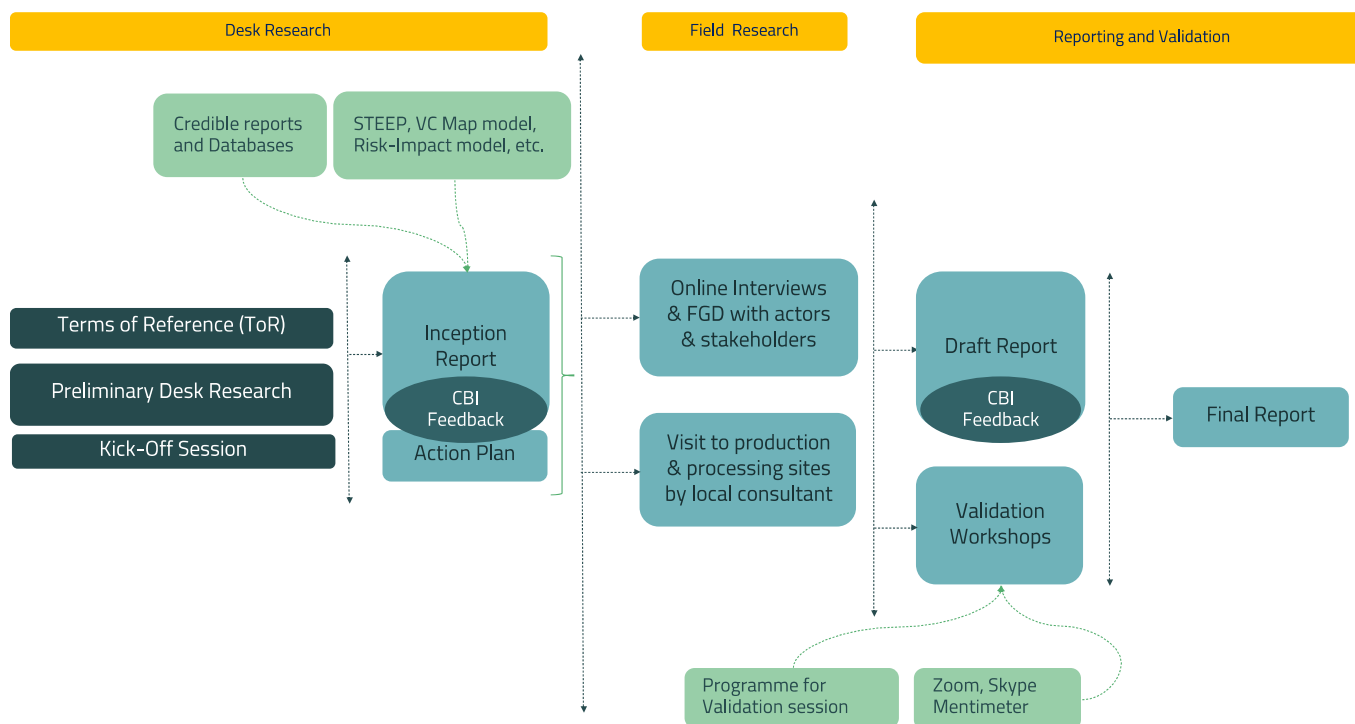 Desk Research
Field  Research
Reporting and Validation
Credible reports
and Databases
STEEP, VC Map model,
Risk-Impact model, etc.
Terms of Reference (ToR)
Preliminary Desk Research
Kick-Off Session
Inception
Report
CBI
Feedback
Action Plan
Online Interviews
& FGD with actors
& stakeholders
Visit to production
& processing sites
by local consultant
Draft Report
CBI
Feedback
Validation
Workshops
Final Report
Programme for
Validation session
Zoom, Skype
Mentimeter